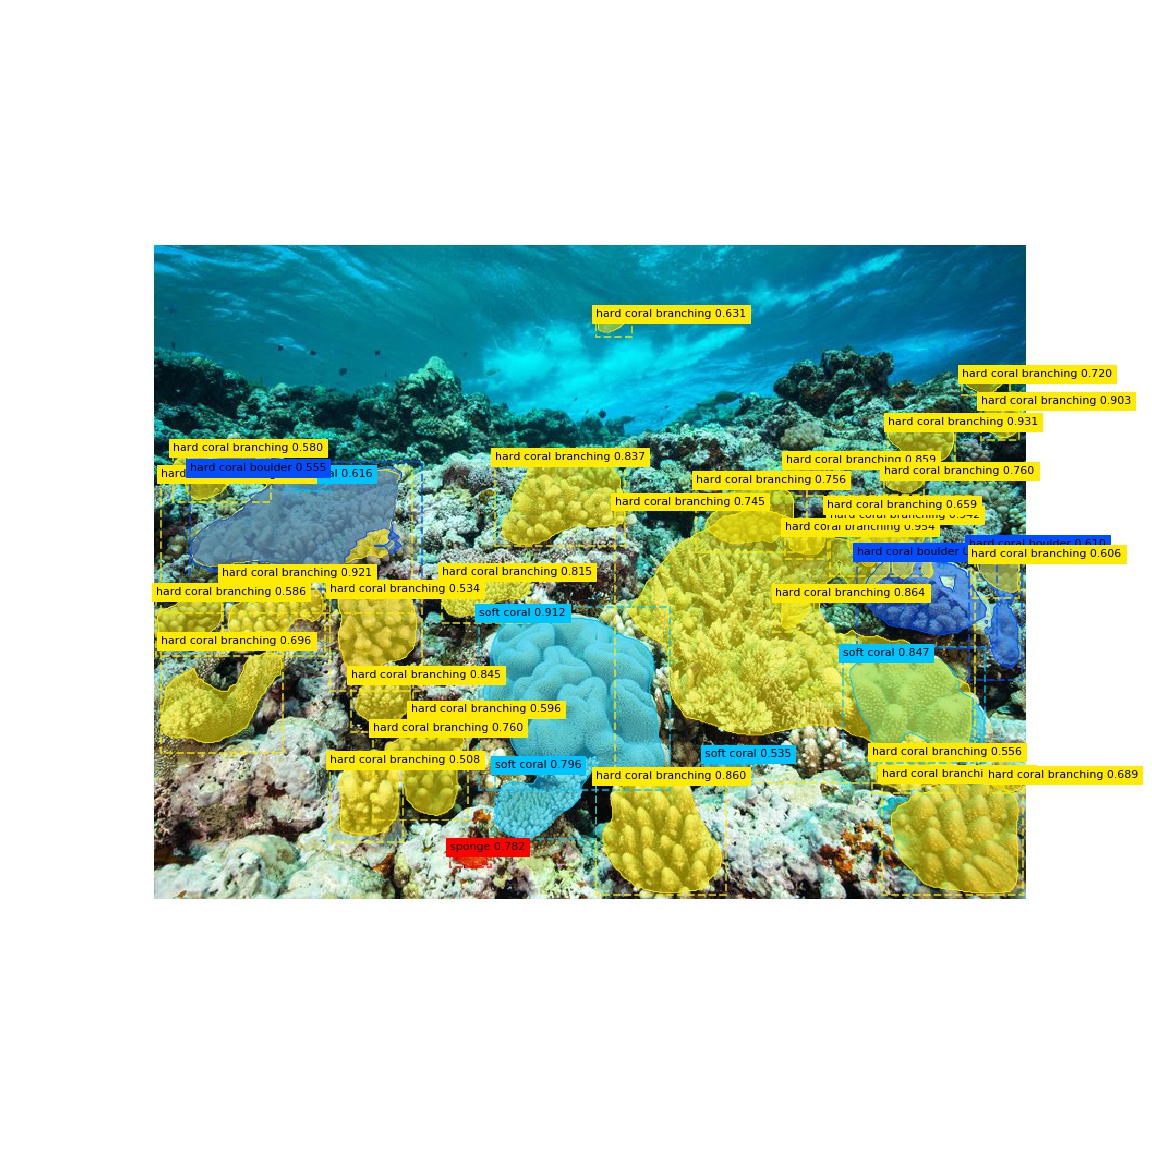 hard coral branching 0.631
hard coral branching 0.720
hard coral branching 0.903
hard coral branching 0.931
hard coral branching 0.580
hard coral branching 0.837
hard coral branching 0.859
hard coral boulder 0.555
hard
al 0.616
hard coral branching 0.760
hard coral branching 0.756
hard coral branching 0.745
hard coral branching 0.659
hard coral branching 0.954
hard coral boulder 0.610
hard coral boulder
hard coral branching 0.606
hard coral branching 0.921
hard coral branching 0.815
hard coral branching 0.586
hard coral branching 0.534
hard coral branching 0.864
soft coral 0.912
hard coral branching 0.696
soft coral 0.847
hard coral branching 0.845
hard coral branching 0.596
hard coral branching 0.760
soft coral 0.535
hard coral branching 0.556
hard coral branching 0.508
soft coral 0.796
hard coral branching 0.860
hard coral branchi
hard coral branching 0.689
sponge 0.782